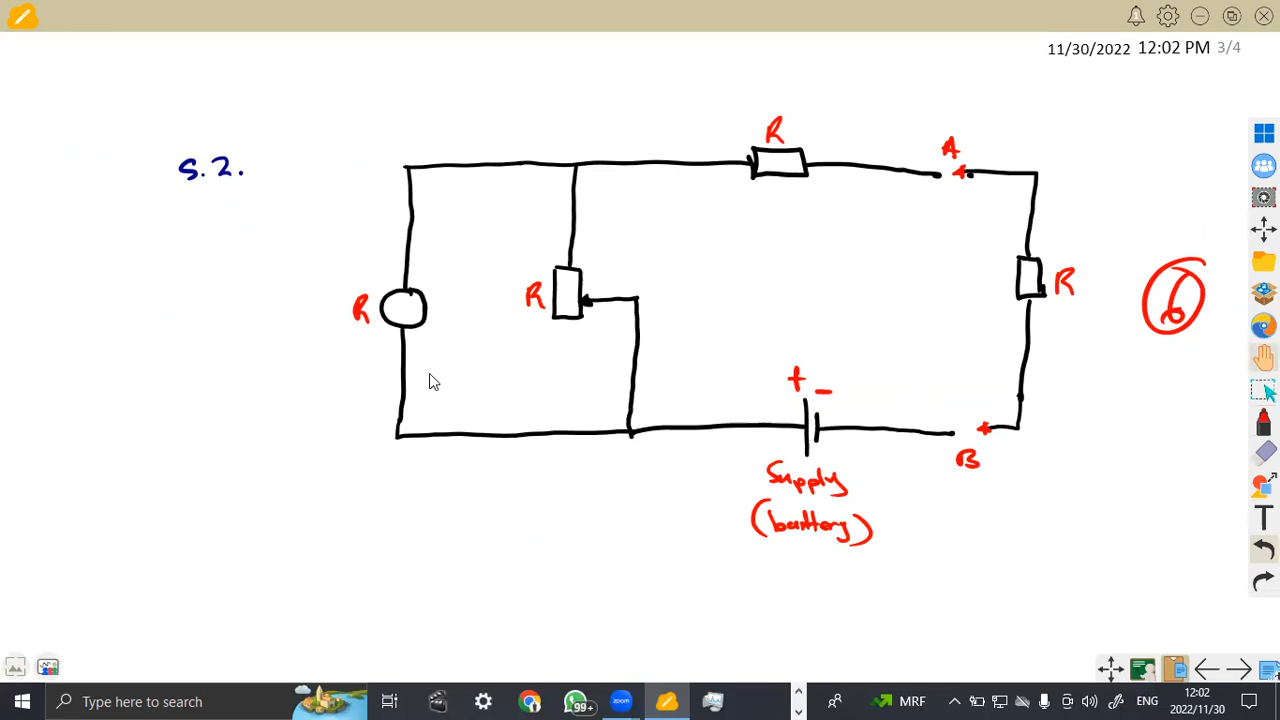 11/30/2022 12:02 PM 3/4
S.2.
R
A
R
R
R
6
+ -
B
Supply
(battery)
T
Type here to search
99+
MRF
ENG
12:02
2022/11/30